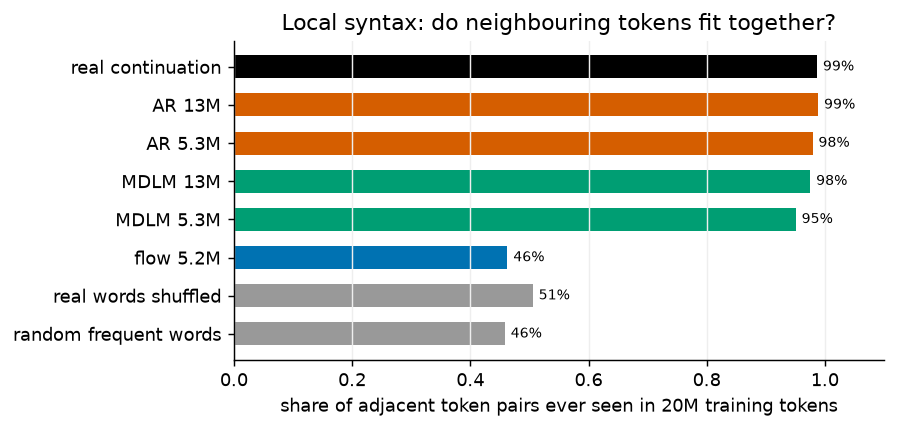 Local syntax: do neighbouring tokens fit together?
real continuation 99%
AR 13M 99%
AR 5.3M 98%
MDLM 13M 98%
MDLM 5.3M 95%
flow 5.2M 46%
real words shuffled 51%
random frequent words 46%
0.0 0.2 0.4 0.6 0.8 1.0
share of adjacent token pairs ever seen in 20M training tokens